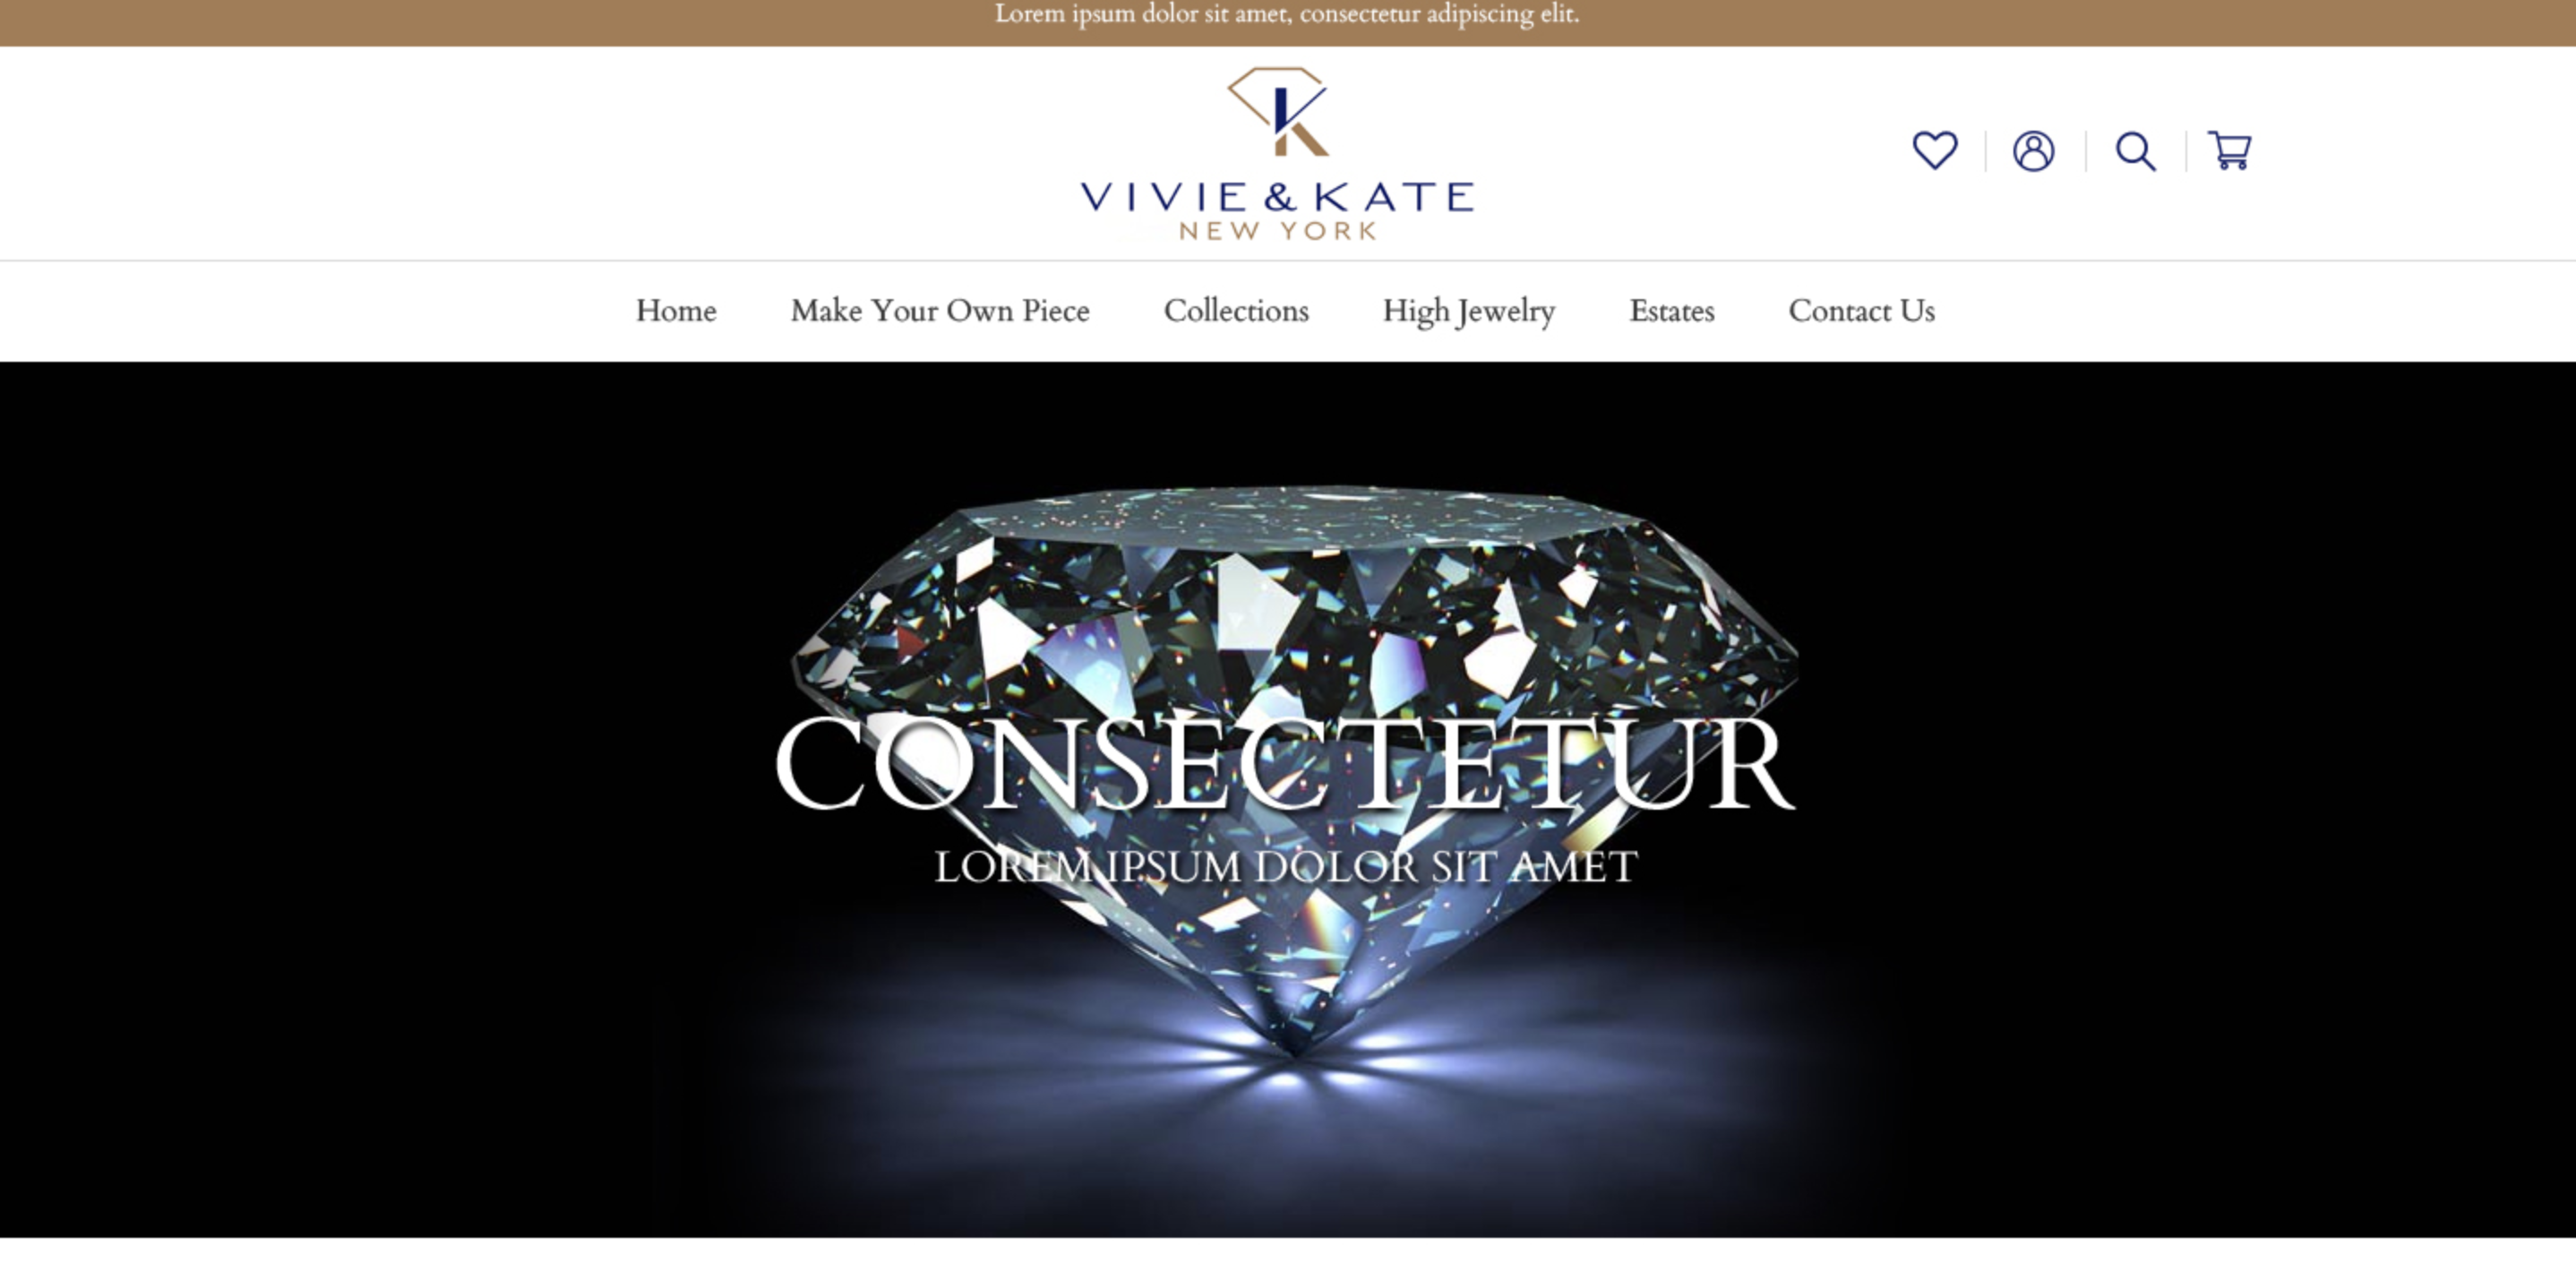 Lorem ipsum dolor sit amet, consectetur adipiscing elit.
VIVIE & KATE
NEW YORK
Home Make Your Own Piece Collections High Jewelry Estates Contact Us
CONSECTETUR
LOREM IPSUM DOLOR SIT AMET